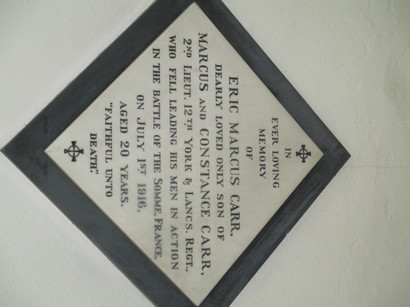 IN
EVER LOVING
MEMORY
OF
ERIC MARCUS CARR,
DEARLY LOVED ONLY SON OF
MARCUS AND CONSTANCE CARR,
2ND LIEUT. 12TH YORK & LANCS. REGT.,
WHO FELL LEADING HIS MEN IN ACTION
IN THE BATTLE OF THE SOMME, FRANCE,
ON JULY 1ST 1916.
AGED 20 YEARS.
"FAITHFUL UNTO
DEATH"